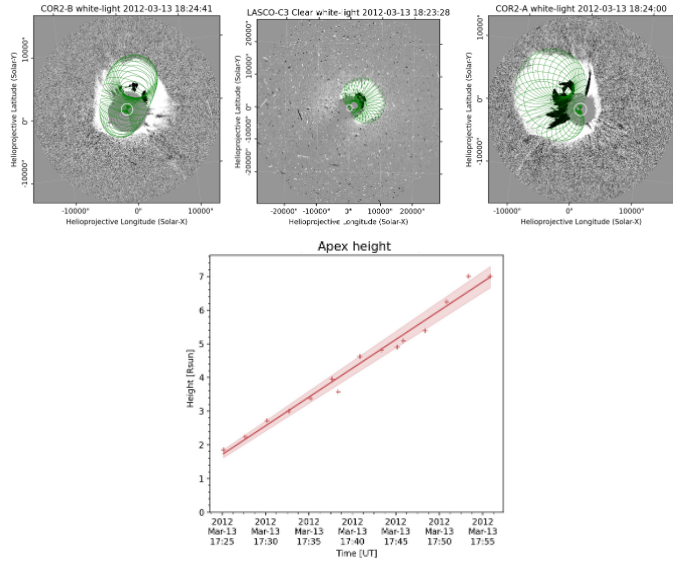 COR2-B white-light 2012-03-13 18:24:41
LASCO-C3 Clear white-light 2012-03-13 18:23:28
COR2-A white-light 2012-03-13 18:24:00
Helioprojective Latitude (Solar-Y)
10000"
0"
-10000"
-10000"
0"
10000"
Helioprojective Longitude (Solar-X)
Helioprojective Latitude (Solar-Y)
20000"
10000"
0"
-10000"
-20000"
-20000"
-10000"
0"
10000"
20000"
Helioprojective Longitude (Solar-X)
Helioprojective Latitude (Solar-Y)
10000"
0"
-10000"
-10000"
0"
10000"
Helioprojective Longitude (Solar-X)
Apex height
Height [Rsun]
7
6
5
4
3
2
1
0
2012
Mar-13
17:25
2012
Mar-13
17:30
2012
Mar-13
17:35
2012
Mar-13
17:40
2012
Mar-13
17:45
2012
Mar-13
17:50
2012
Mar-13
17:55
Time [UT]